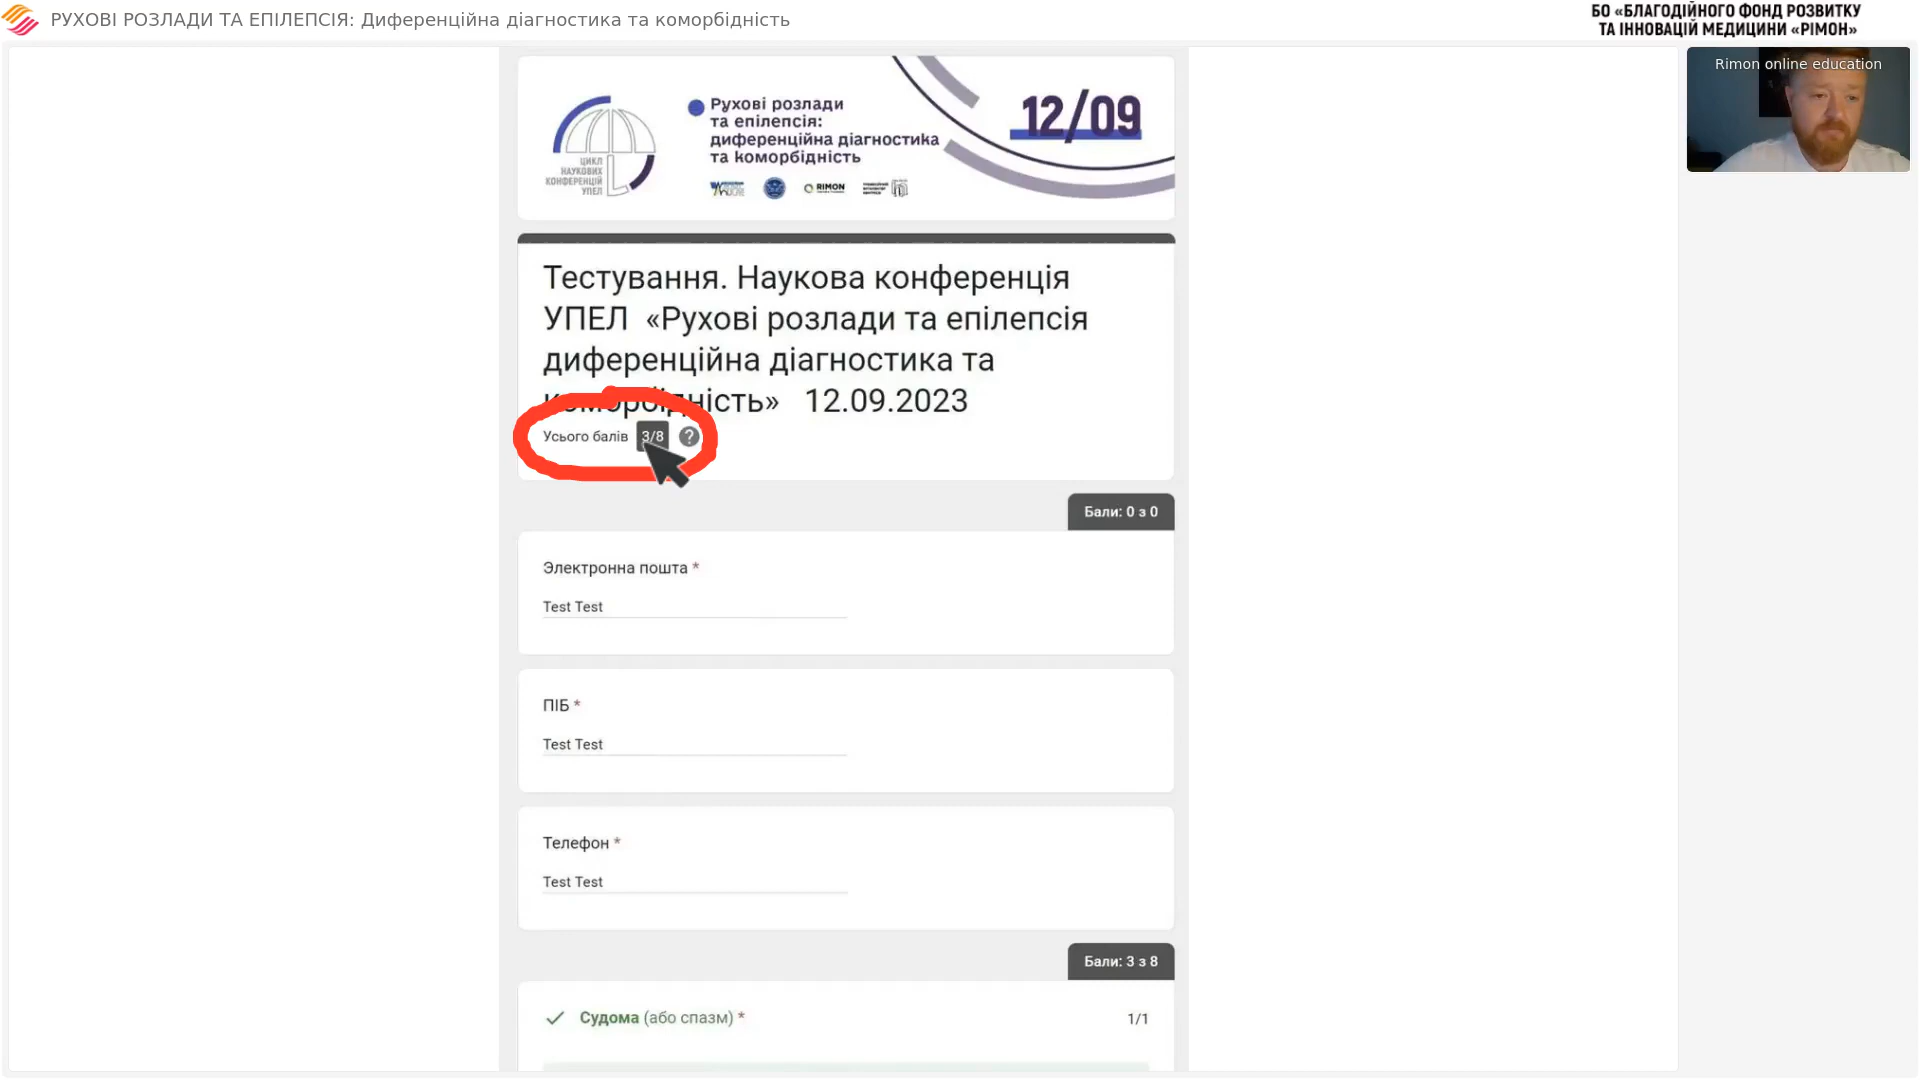 РУХОВІ РОЗЛАДИ ТА ЕПІЛЕПСІЯ: Диференційна діагностика та коморбідність
БО «БЛАГОДІЙНОГО ФОНД РОЗВИТКУ
ТА ІННОВАЦІЙ МЕДИЦИНИ «РІМОН»
Rimon online education
ЦИКЛ
НАУКОВИХ
КОНФЕРЕНЦІЙ
УПЕЛ
Рухові розлади
та епілепсія:
диференційна діагностика
та коморбідність
12/09
RIMON
Тестування. Наукова конференція
УПЕЛ «Рухові розлади та епілепсія
диференційна діагностика та
коморбідність» 12.09.2023
Усього балів 3/8 ?
Бали: 0 з 0
Электронна пошта *
Test Test
ПІБ *
Test Test
Телефон *
Test Test
Бали: 3 з 8
Судома (або спазм) *
1/1